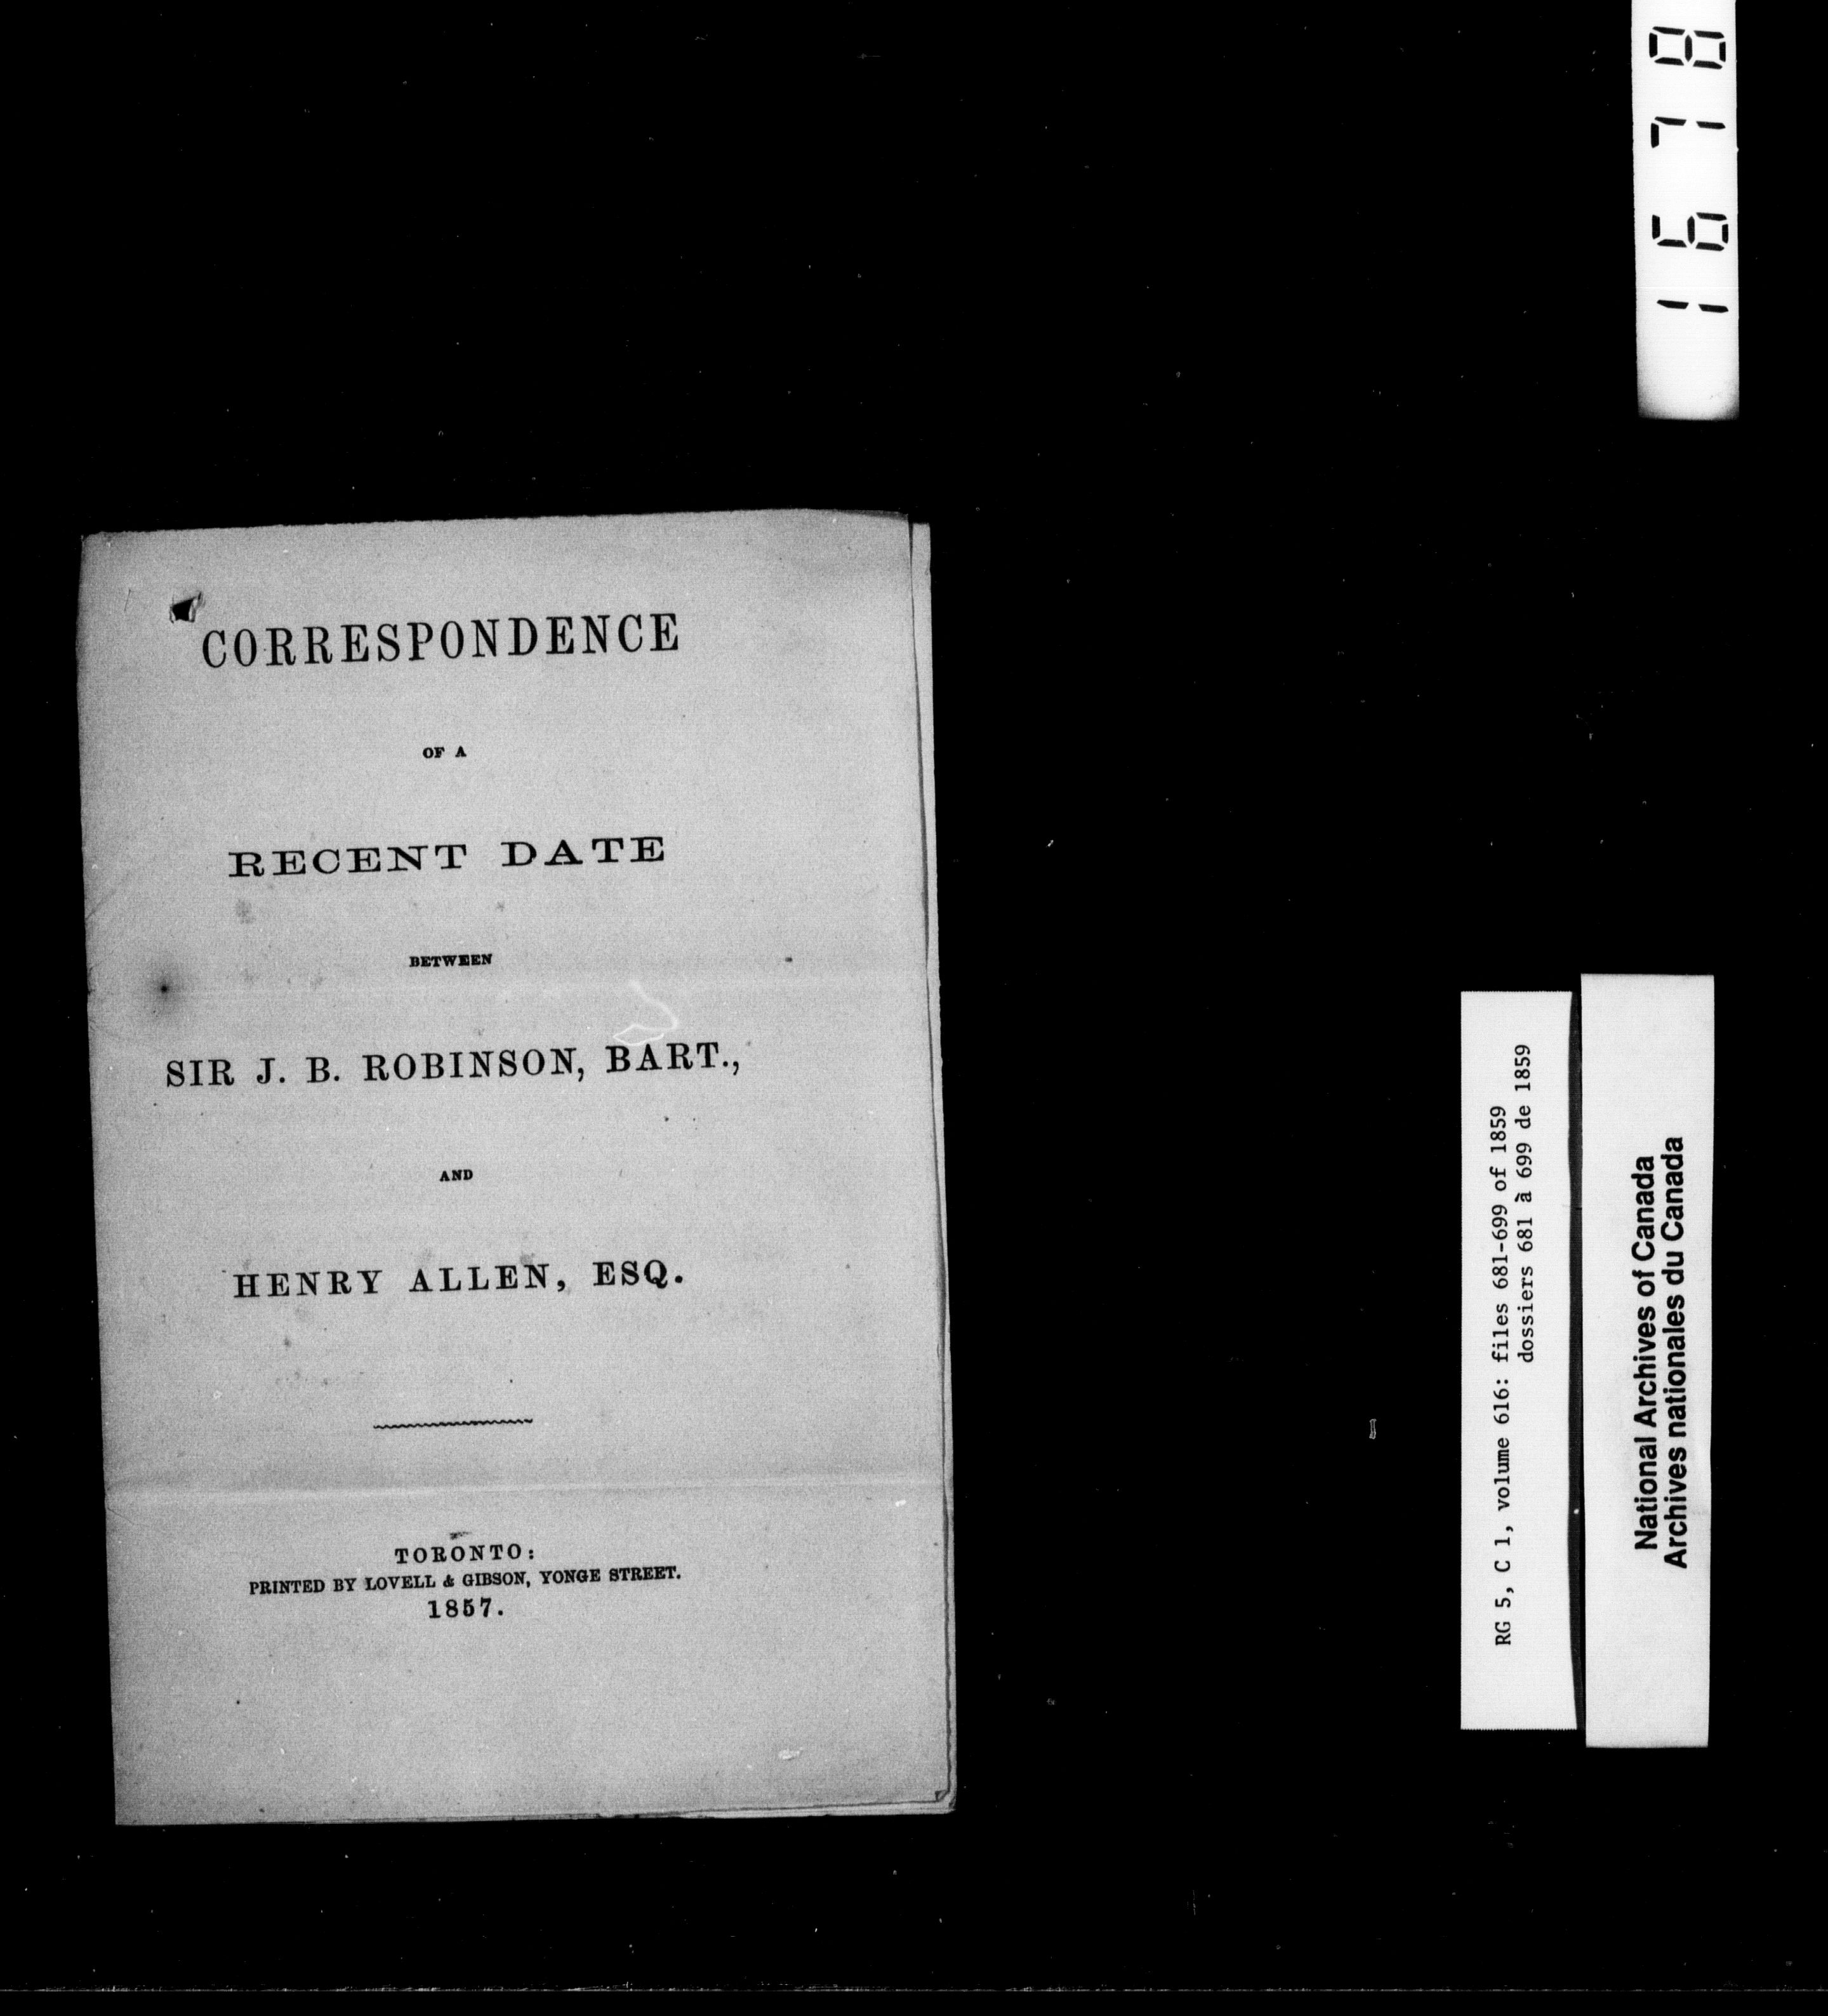 CORRESPONDENCE
OF A
RECENT DATE
BETWEEN
SIR J. B. ROBINSON, BART.,
AND
HENRY ALLEN, ESQ.
TORONTO:
PRINTED BY LOVELL & GIBSON, YONGE STREET.
1857.
1678
RG 5, C 1, volume 616: files 681-699 of 1859
dossiers 681 à 699 de 1859
National Archives of Canada
Archives nationales du Canada